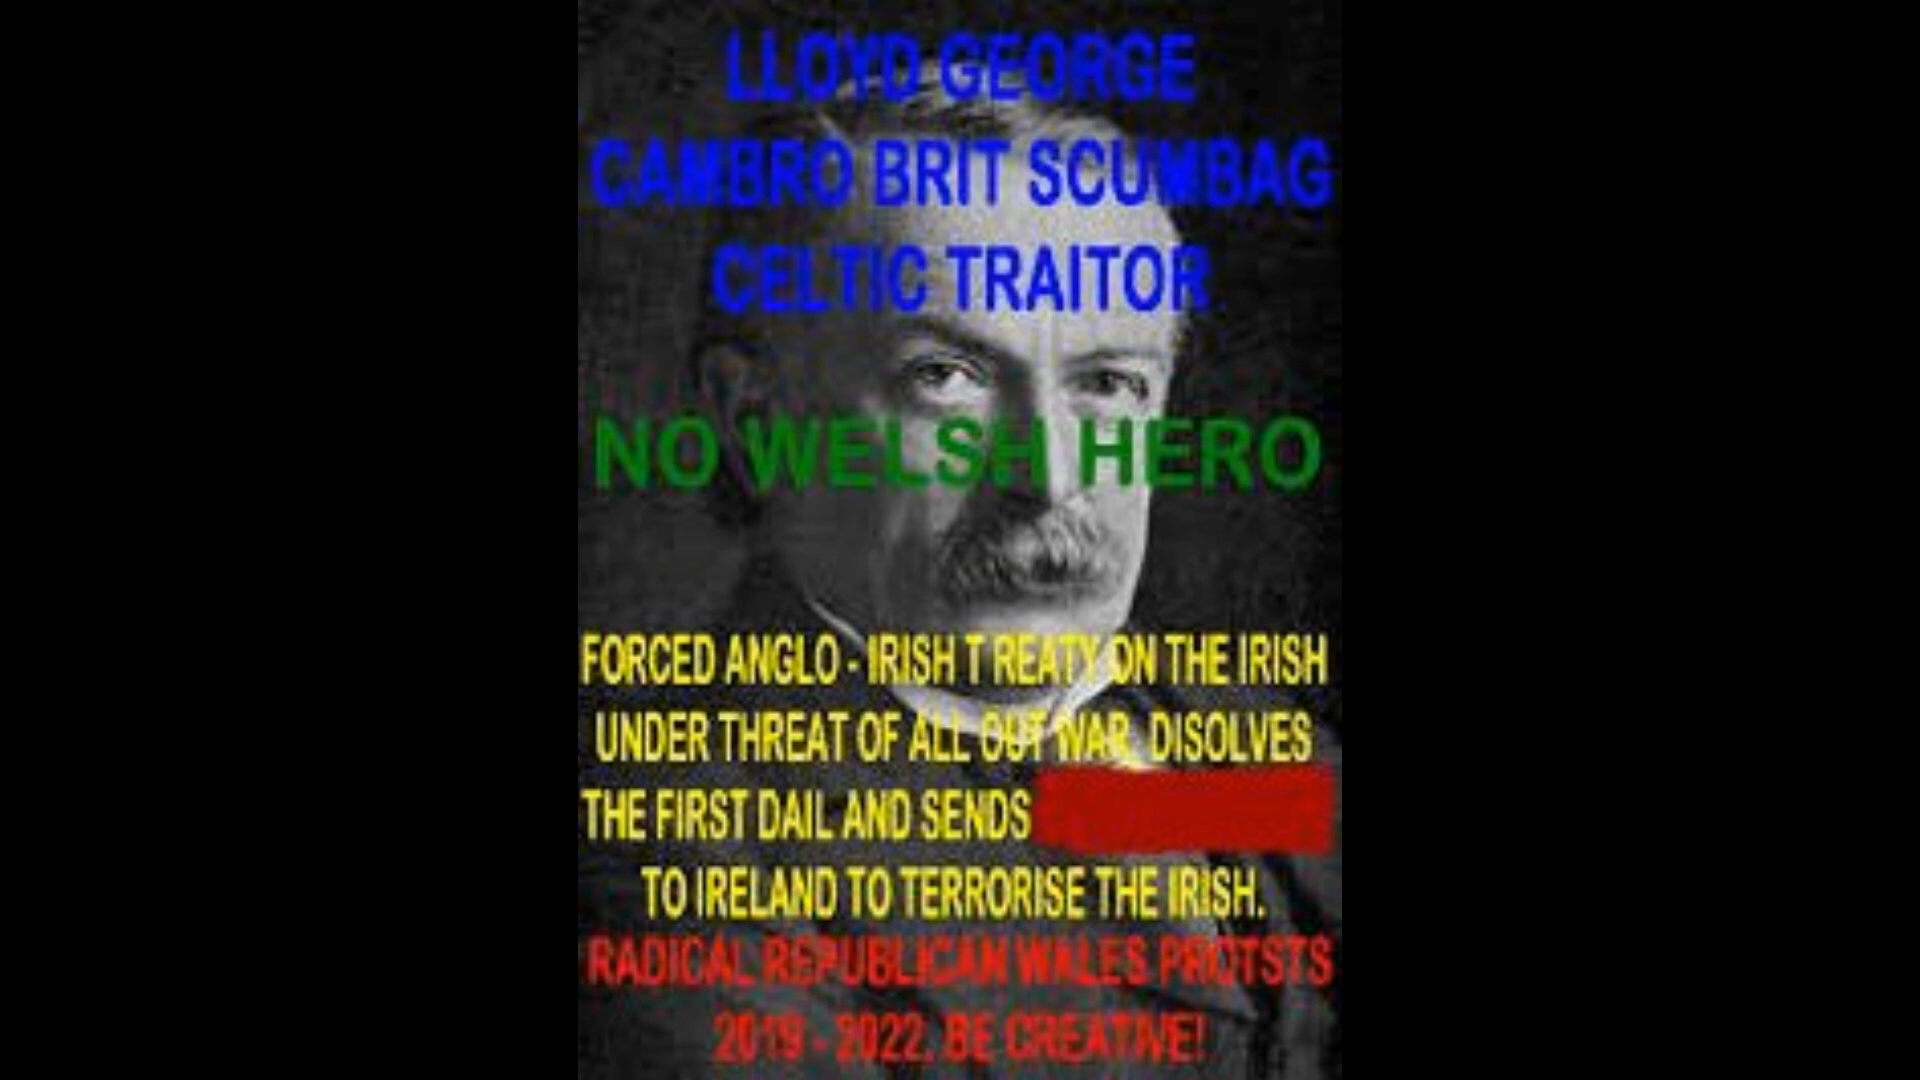 LLOYD GEORGE
CAMBRO BRIT SCUMBAG
CELTIC TRAITOR
NO WELSH HERO
FORCED ANGLO - IRISH T REATY ON THE IRISH
UNDER THREAT OF ALL OUT WAR. DISOLVES
THE FIRST DAIL AND SENDS
TO IRELAND TO TERRORISE THE IRISH.
RADICAL REPUBLICAN WALES PROTSTS
2019 - 2022. BE CREATIVE!